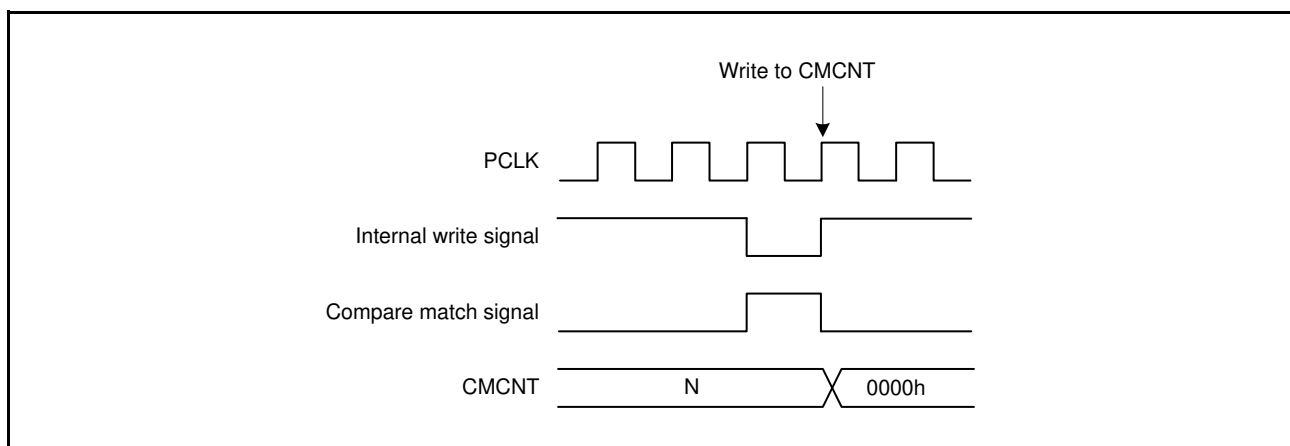 Write to CMCNT
PCLK
Internal write signal
Compare match signal
CMCNT
N
0000h